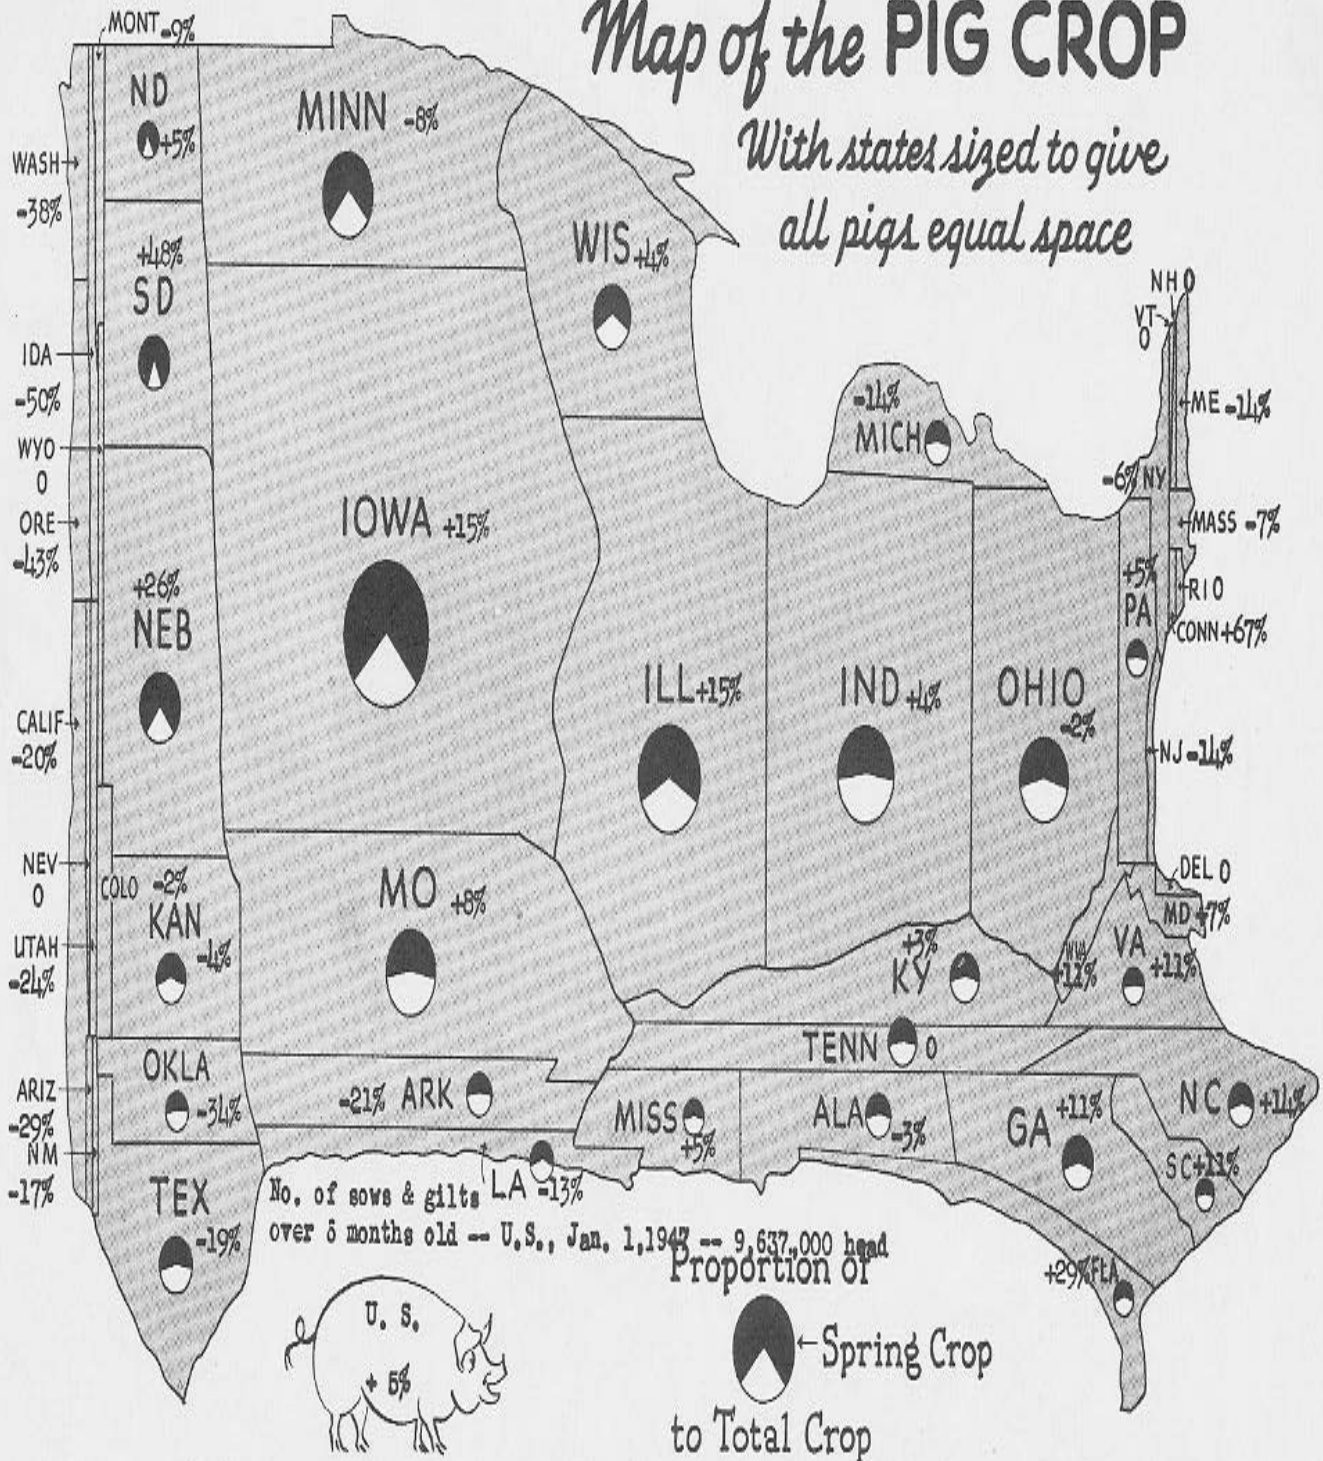 Map of the PIG CROP
With states sized to give
all pigs equal space
MONT -9%
ND
+5%
MINN -8%
WASH
-38%
+48%
SD
WIS +4%
NH 0
VT
0
IDA
-50%
-14%
MICH
ME -14%
WYO
0
-6% NY
IOWA +15%
ORE
-43%
MASS -7%
+5%
PA
RI 0
+26%
NEB
CONN +67%
ILL +15%
IND +4%
OHIO
-2%
CALIF
-20%
NJ -14%
NEV
0
COLO -2%
KAN
-4%
MO +8%
DEL 0
MD +7%
UTAH
-24%
+3%
KY
WVA
+11%
VA
+11%
TENN 0
OKLA
-34%
ARIZ
-29%
-21% ARK
MISS
+5%
ALA
-3%
GA +11%
NC +14%
NM
-17%
SC +11%
TEX
-19%
LA -13%
No. of sows & gilts
over 6 months old -- U.S., Jan. 1, 1947 -- 9,637,000 head
+29% FLA
U. S.
+ 5%
Proportion of
←Spring Crop
to Total Crop